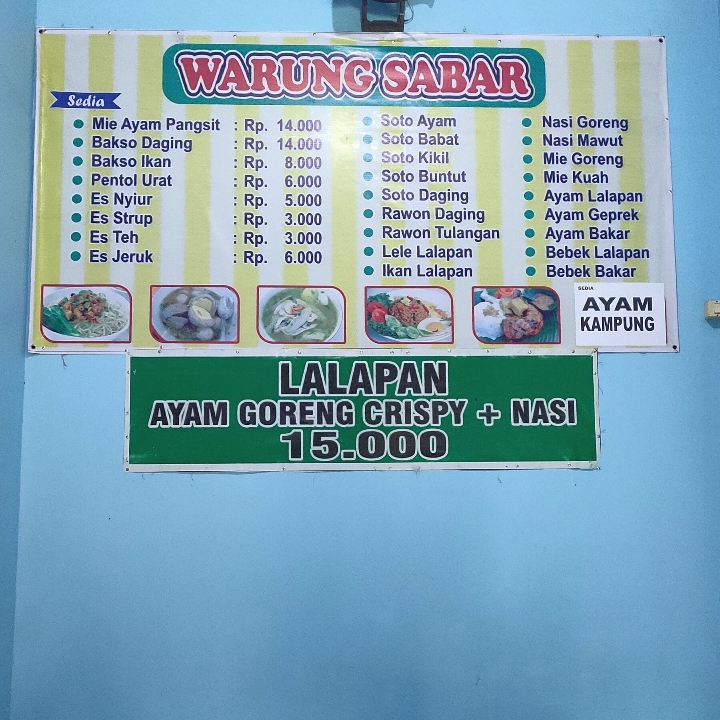 WARUNG SABAR
Sedia
Mie Ayam Pangsit : Rp. 14.000
Bakso Daging : Rp. 14.000
Bakso Ikan : Rp. 8.000
Pentol Urat : Rp. 6.000
Es Nyiur : Rp. 5.000
Es Strup : Rp. 3.000
Es Teh : Rp. 3.000
Es Jeruk : Rp. 6.000
Soto Ayam
Soto Babat
Soto Kikil
Soto Buntut
Soto Daging
Rawon Daging
Rawon Tulangan
Lele Lalapan
Ikan Lalapan
Nasi Goreng
Nasi Mawut
Mie Goreng
Mie Kuah
Ayam Lalapan
Ayam Geprek
Ayam Bakar
Bebek Lalapan
Bebek Bakar
SEDIA
AYAM
KAMPUNG
LALAPAN
AYAM GORENG CRISPY + NASI
15.000